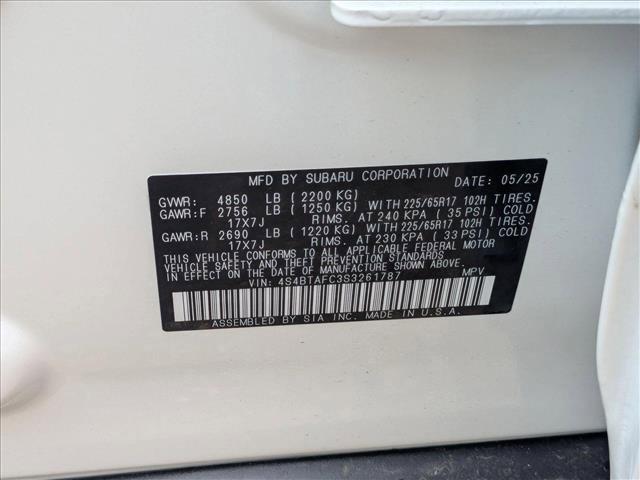 MFD BY SUBARU CORPORATION DATE: 05/25
GVWR: 4850 LB (2200 KG)
GAWR:F 2756 LB (1250 KG) WITH 225/65R17 102H TIRES.
17X7J RIMS. AT 240 KPA (35 PSI) COLD
GAWR:R 2690 LB (1220 KG) WITH 225/65R17 102H TIRES.
17X7J RIMS. AT 230 KPA (33 PSI) COLD
THIS VEHICLE CONFORMS TO ALL APPLICABLE FEDERAL MOTOR
VEHICLE SAFETY AND THEFT PREVENTION STANDARDS IN EFFECT
ON THE DATE OF MANUFACTURE SHOWN ABOVE.
VIN: 4S4BTAFC3S3261787 MPV
ASSEMBLED BY SIA INC. MADE IN U.S.A.